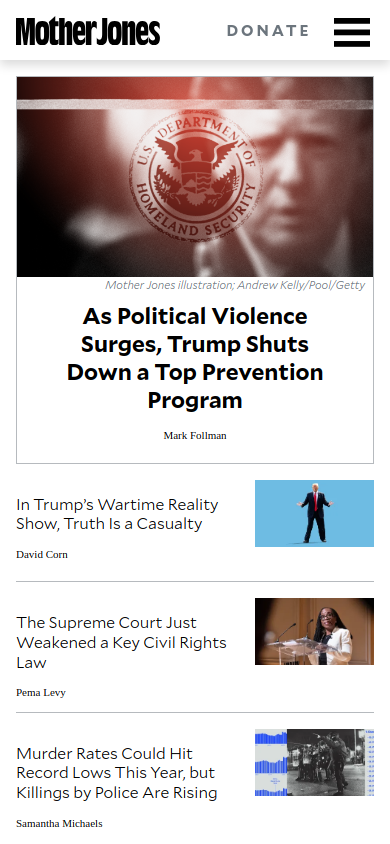 Mother Jones
DONATE
U.S. DEPARTMENT OF
HOMELAND SECURITY
Mother Jones illustration; Andrew Kelly/Pool/Getty
As Political Violence
Surges, Trump Shuts
Down a Top Prevention
Program
Mark Follman
In Trump’s Wartime Reality
Show, Truth Is a Casualty
David Corn
The Supreme Court Just
Weakened a Key Civil Rights
Law
Pema Levy
Murder Rates Could Hit
Record Lows This Year, but
Killings by Police Are Rising
Samantha Michaels